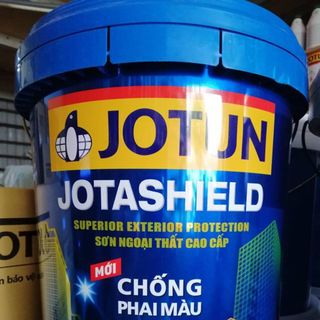 JOTUN
JOTASHIELD
SUPERIOR EXTERIOR PROTECTION
SƠN NGOẠI THẤT CAO CẤP
MỚI
CHỐNG
PHAI MÀU